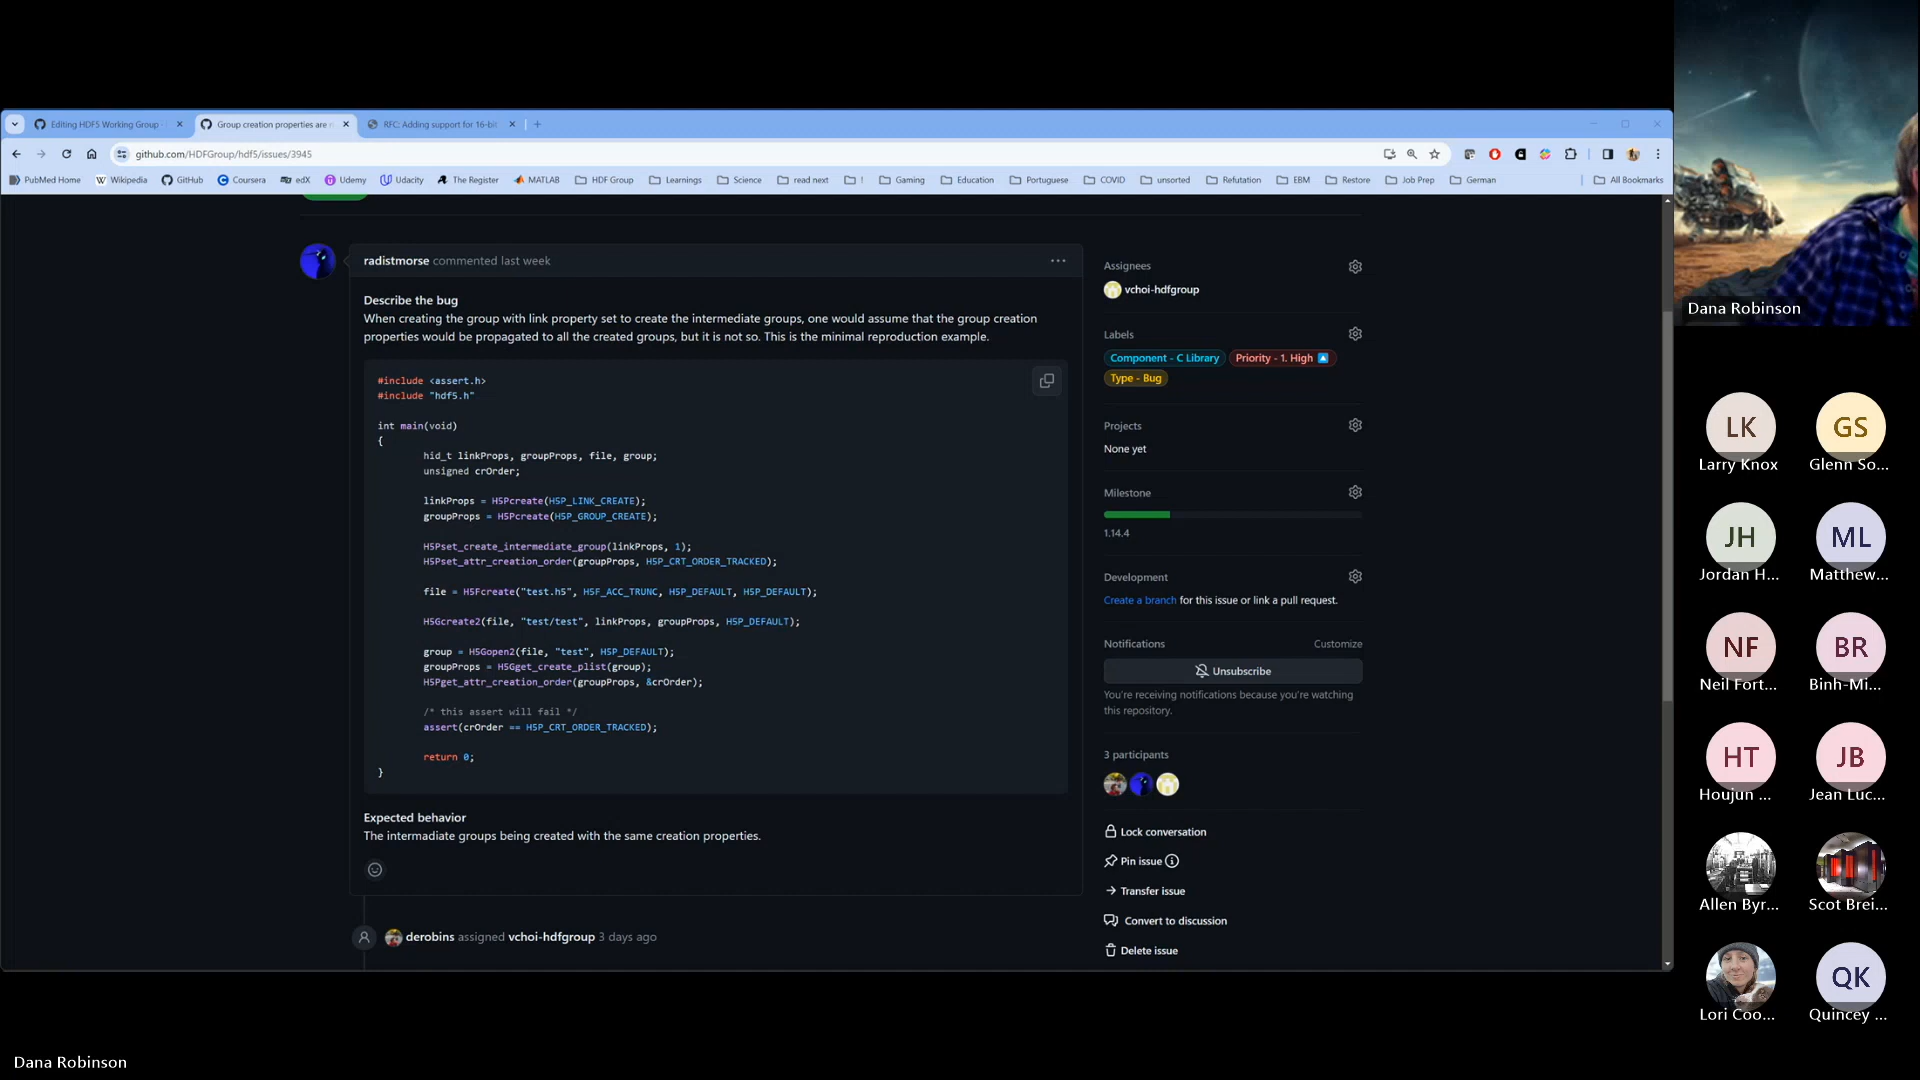 Editing HDF5 Working Group
Group creation properties are
RFC: Adding support for 16-bit
github.com/HDFGroup/hdf5/issues/3945
PubMed Home
Wikipedia
GitHub
Coursera
edX
Udemy
Udacity
The Register
MATLAB
HDF Group
Learnings
Science
read next
!
Gaming
Education
Portuguese
COVID
unsorted
Refutation
EBM
Restore
Job Prep
German
All Bookmarks
radistmorse commented last week
Describe the bug
When creating the group with link property set to create the intermediate groups, one would assume that the group creation
properties would be propagated to all the created groups, but it is not so. This is the minimal reproduction example.
#include <assert.h>
#include "hdf5.h"
int main(void)
{
hid_t linkProps, groupProps, file, group;
unsigned crOrder;
linkProps = H5Pcreate(H5P_LINK_CREATE);
groupProps = H5Pcreate(H5P_GROUP_CREATE);
H5Pset_create_intermediate_group(linkProps, 1);
H5Pset_attr_creation_order(groupProps, H5P_CRT_ORDER_TRACKED);
file = H5Fcreate("test.h5", H5F_ACC_TRUNC, H5P_DEFAULT, H5P_DEFAULT);
H5Gcreate2(file, "test/test", linkProps, groupProps, H5P_DEFAULT);
group = H5Gopen2(file, "test", H5P_DEFAULT);
groupProps = H5Gget_create_plist(group);
H5Pget_attr_creation_order(groupProps, &crOrder);
/* this assert will fail */
assert(crOrder == H5P_CRT_ORDER_TRACKED);
return 0;
}
Expected behavior
The intermadiate groups being created with the same creation properties.
derobins assigned vchoi-hdfgroup 3 days ago
Assignees
vchoi-hdfgroup
Labels
Component - C Library
Priority - 1. High
Type - Bug
Projects
None yet
Milestone
1.14.4
Development
Create a branch for this issue or link a pull request.
Notifications
Customize
Unsubscribe
You're receiving notifications because you're watching
this repository.
3 participants
Lock conversation
Pin issue
Transfer issue
Convert to discussion
Delete issue
Dana Robinson
LK
Larry Knox
GS
Glenn So...
JH
Jordan H...
ML
Matthew...
NF
Neil Fort...
BR
Binh-Mi...
HT
Houjun ...
JB
Jean Luc...
Allen Byr...
Scot Brei...
Lori Coo...
QK
Quincey ...
Dana Robinson